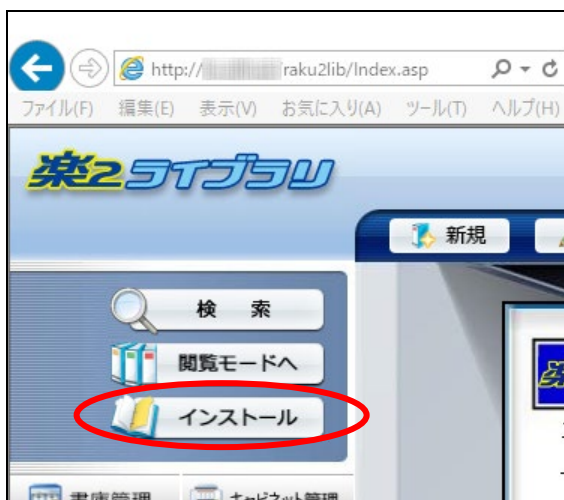 http:// /raku2lib/Index.asp
ファイル(F) 編集(E) 表示(V) お気に入り(A) ツール(T) ヘルプ(H)
楽2ライブラリ
新規
検 索
閲覧モードへ
インストール
書庫管理 キャビネット管理